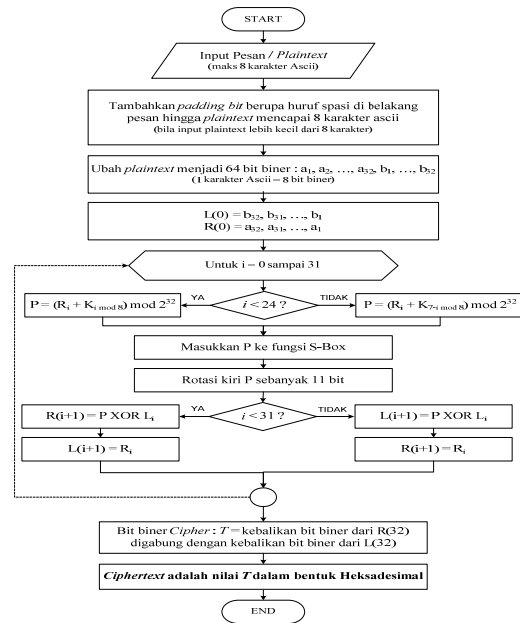 START
Input Pesan / Plaintext
(maks 8 karakter Ascii)
Tambahkan padding bit berupa huruf spasi di belakang
pesan hingga plaintext mencapai 8 karakter ascii
(bila input plaintext lebih kecil dari 8 karakter)
Ubah plaintext menjadi 64 bit biner : a₁, a₂, …, a₃₂, b₁, …, b₃₂
(1 karakter Ascii = 8 bit biner)
L(0) = b₃₂, b₃₁, …, b₁
R(0) = a₃₂, a₃₁, …, a₁
Untuk i = 0 sampai 31
P = (Rᵢ + K i mod 8) mod 2³²
YA
i < 24 ?
TIDAK
P = (Rᵢ + K 7-i mod 8) mod 2³²
Masukkan P ke fungsi S-Box
Rotasi kiri P sebanyak 11 bit
R(i+1) = P XOR Lᵢ
YA
i < 31 ?
TIDAK
L(i+1) = P XOR Lᵢ
L(i+1) = Rᵢ
R(i+1) = Rᵢ
Bit biner Cipher : T = kebalikan bit biner dari R(32)
digabung dengan kebalikan bit biner dari L(32)
Ciphertext adalah nilai T dalam bentuk Heksadesimal
END